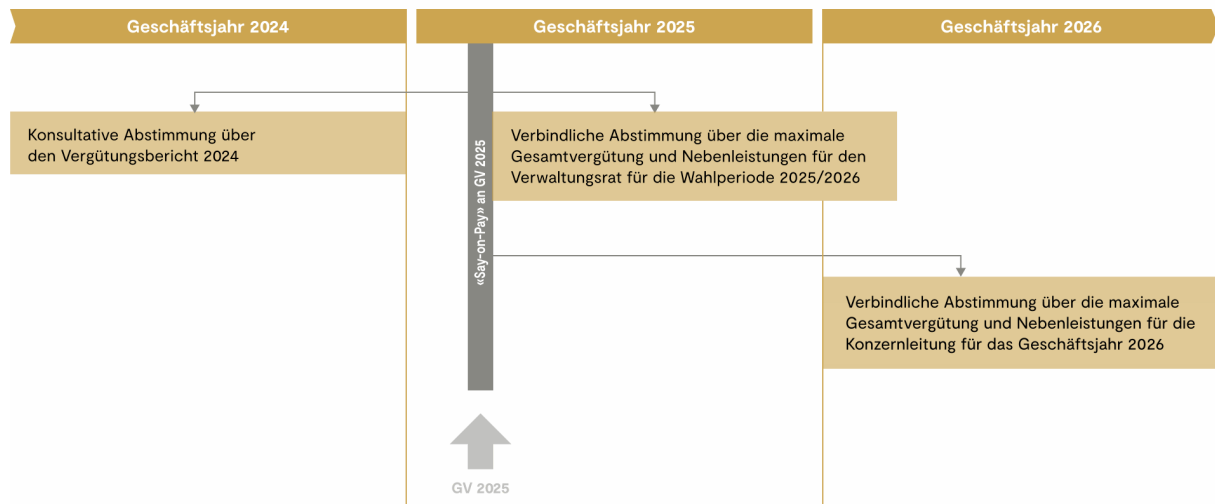 Geschäftsjahr 2024
Geschäftsjahr 2025
Geschäftsjahr 2026
Konsultative Abstimmung über
den Vergütungsbericht 2024
«Say-on-Pay» an GV 2025
Verbindliche Abstimmung über die maximale
Gesamtvergütung und Nebenleistungen für den
Verwaltungsrat für die Wahlperiode 2025/2026
Verbindliche Abstimmung über die maximale
Gesamtvergütung und Nebenleistungen für die
Konzernleitung für das Geschäftsjahr 2026
GV 2025